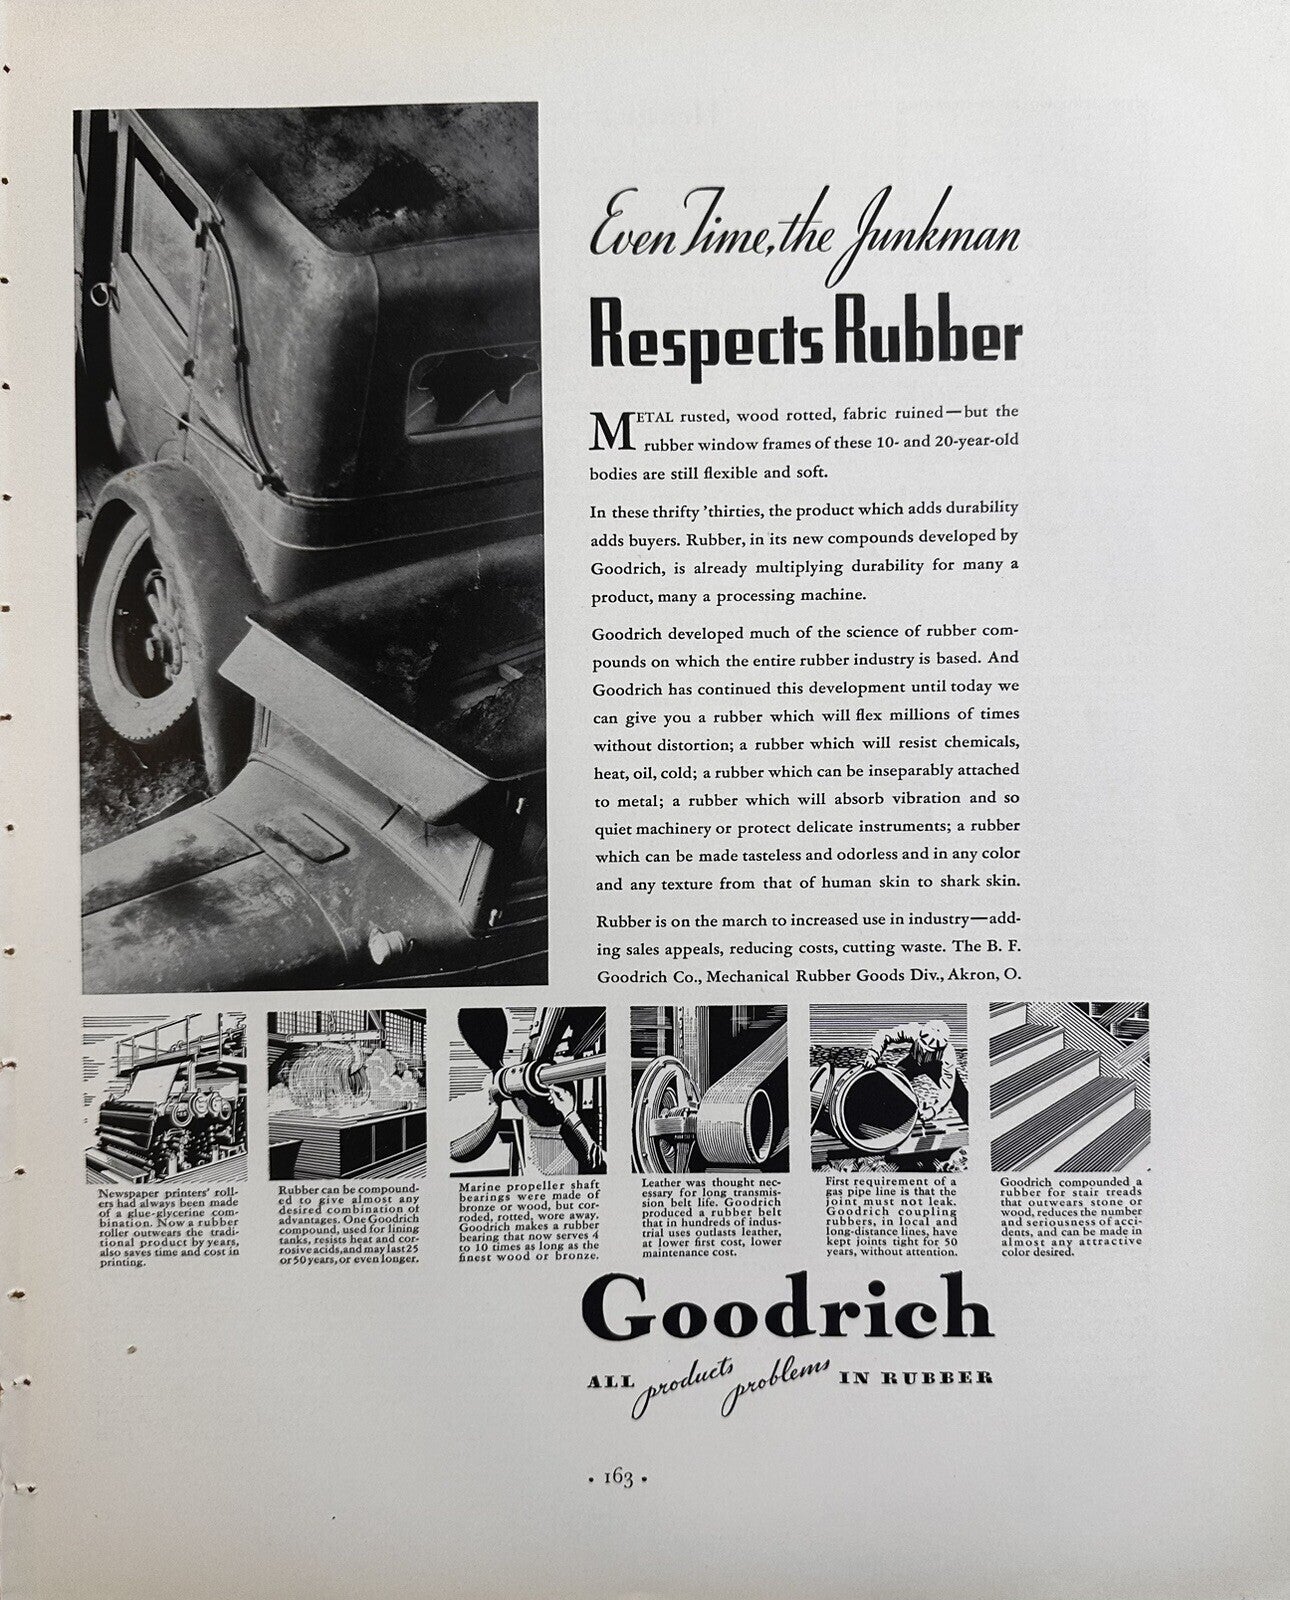 Even Time, the Junkman
Respects Rubber
METAL rusted, wood rotted, fabric ruined—but the
rubber window frames of these 10- and 20-year-old
bodies are still flexible and soft.
In these thrifty 'thirties, the product which adds durability
adds buyers. Rubber, in its new compounds developed by
Goodrich, is already multiplying durability for many a
product, many a processing machine.
Goodrich developed much of the science of rubber com-
pounds on which the entire rubber industry is based. And
Goodrich has continued this development until today we
can give you a rubber which will flex millions of times
without distortion; a rubber which will resist chemicals,
heat, oil, cold; a rubber which can be inseparably attached
to metal; a rubber which will absorb vibration and so
quiet machinery or protect delicate instruments; a rubber
which can be made tasteless and odorless and in any color
and any texture from that of human skin to shark skin.
Rubber is on the march to increased use in industry—add-
ing sales appeals, reducing costs, cutting waste. The B. F.
Goodrich Co., Mechanical Rubber Goods Div., Akron, O.
Newspaper printers' roll-
ers had always been made
of a glue-glycerine com-
bination. Now a rubber
roller outwears the tradi-
tional product by years,
also saves time and cost in
printing.
Rubber can be compound-
ed to give almost any
desired combination of
advantages. One Goodrich
compound, used for lining
tanks, resists heat and cor-
rosive acids, and may last 25
or 50 years, or even longer.
Marine propeller shaft
bearings were made of
bronze or wood, but cor-
roded, rotted, wore away.
Goodrich makes a rubber
bearing that now serves 4
to 10 times as long as the
finest wood or bronze.
Leather was thought nec-
essary for long transmis-
sion belt life. Goodrich
produced a rubber belt
that in hundreds of indus-
trial uses outlasts leather,
at lower first cost, lower
maintenance cost.
First requirement of a
gas pipe line is that the
joint must not leak.
Goodrich coupling
rubbers, in local and
long-distance lines, have
kept joints tight for 50
years, without attention.
Goodrich compounded a
rubber for stair treads
that outwears stone or
wood, reduces the number
and seriousness of acci-
dents, and can be made in
almost any attractive
color desired.
Goodrich
ALL products problems IN RUBBER
• 163 •